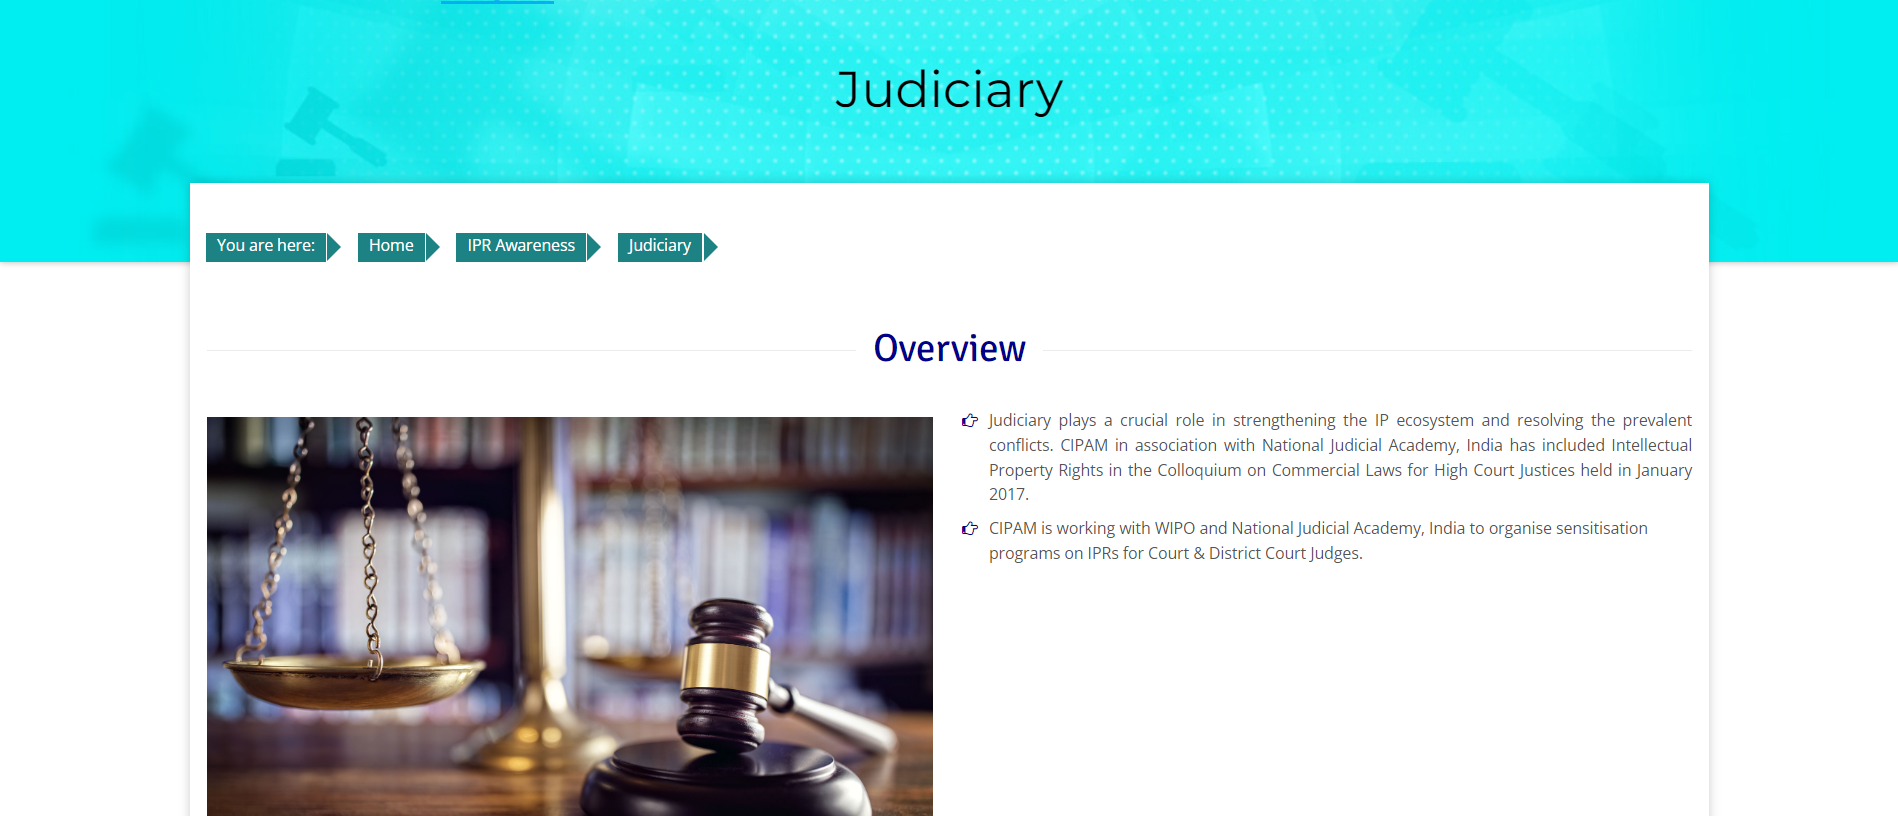 Judiciary
You are here: Home IPR Awareness Judiciary
Overview
Judiciary plays a crucial role in strengthening the IP ecosystem and resolving the prevalent
conflicts. CIPAM in association with National Judicial Academy, India has included Intellectual
Property Rights in the Colloquium on Commercial Laws for High Court Justices held in January
2017.
CIPAM is working with WIPO and National Judicial Academy, India to organise sensitisation
programs on IPRs for Court & District Court Judges.